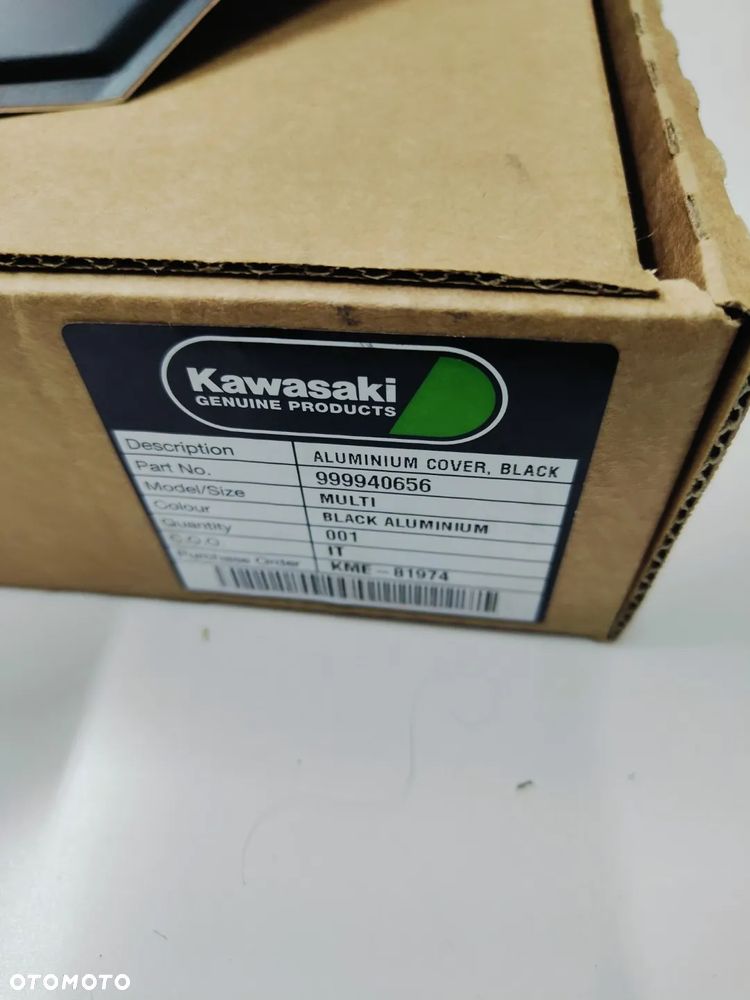 Kawasaki
GENUINE PRODUCTS
Description ALUMINIUM COVER, BLACK
Part No. 999940656
Model/Size MULTI
Colour BLACK ALUMINIUM
Quantity 001
C.O.O. IT
Purchase Order KME-81974
OTOMOTO